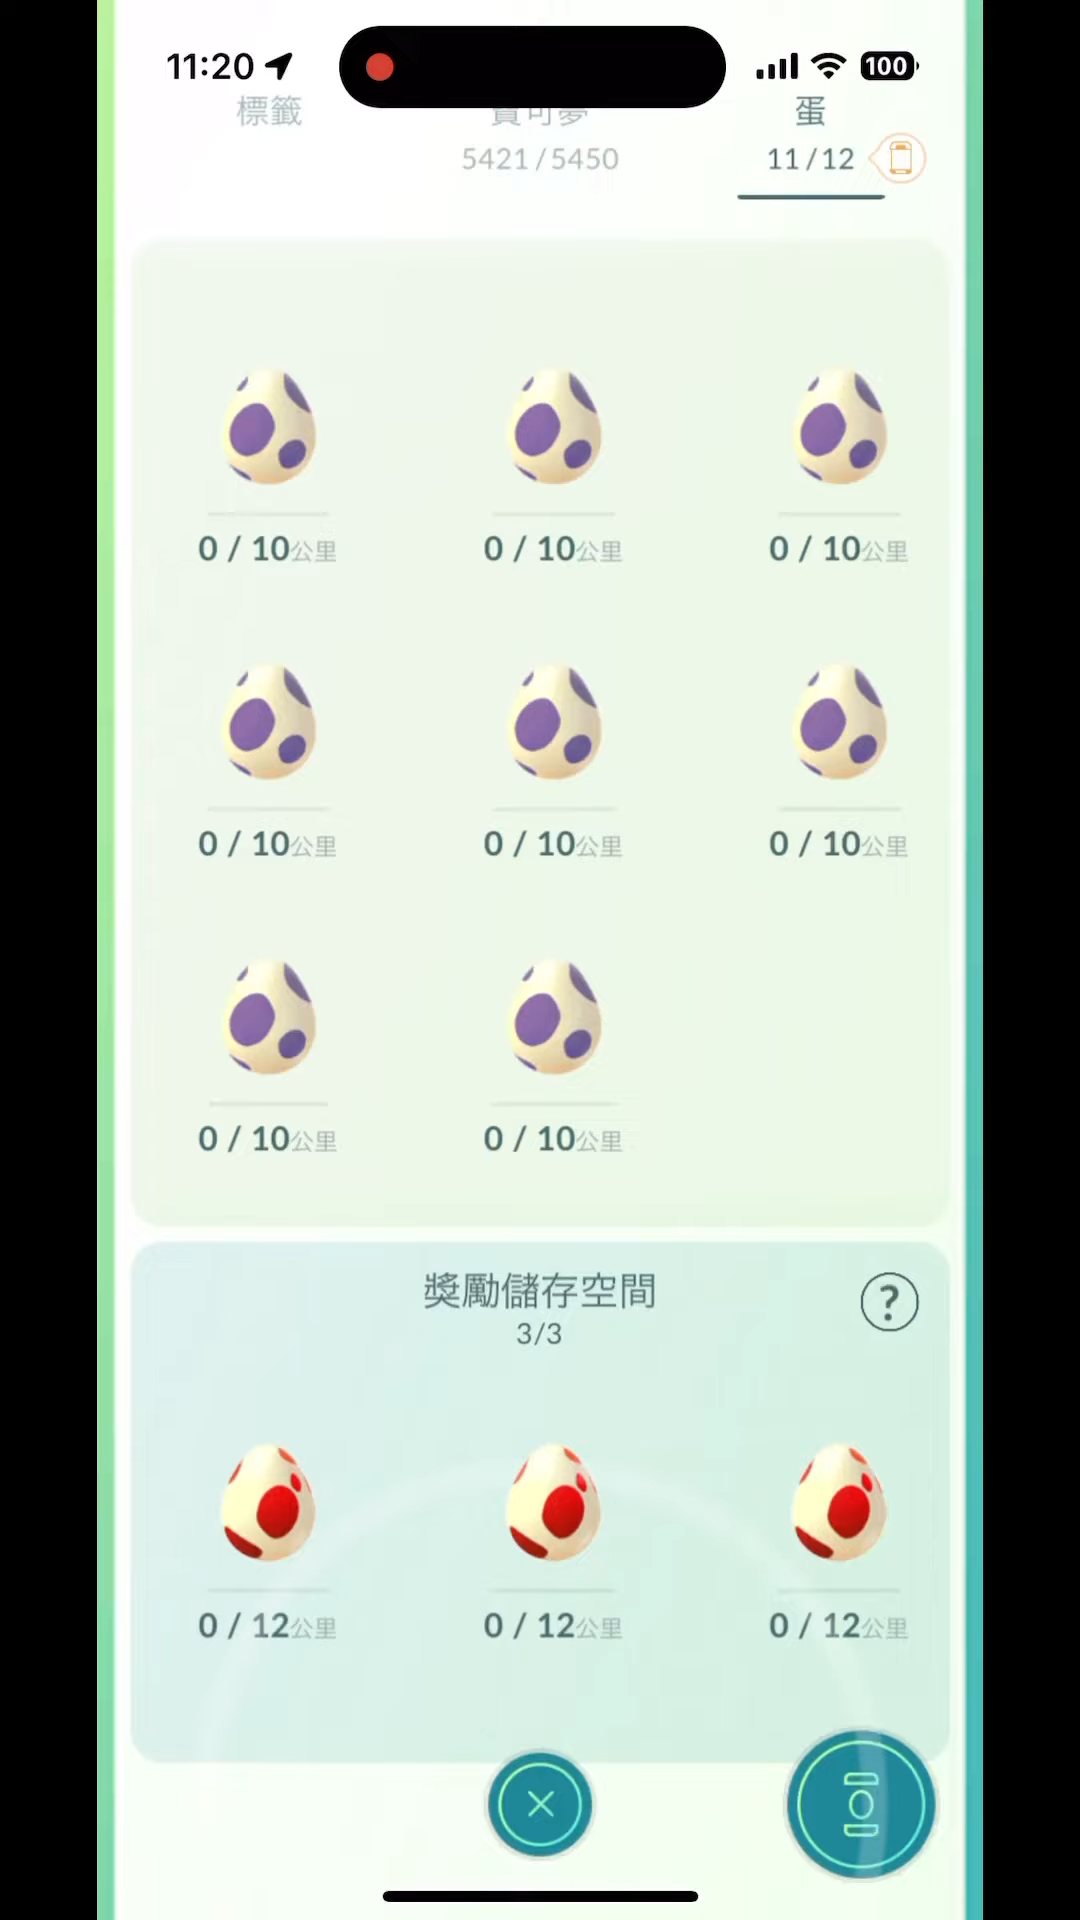 11:20 100
標籤 寶可夢 蛋
5421/5450 11/12
0 / 10公里 0 / 10公里 0 / 10公里
0 / 10公里 0 / 10公里 0 / 10公里
0 / 10公里 0 / 10公里
獎勵儲存空間
?
3/3
0 / 12公里 0 / 12公里 0 / 12公里